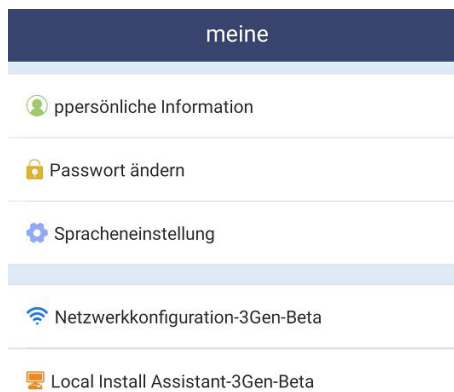 meine
ppersönliche Information
Passwort ändern
Spracheneinstellung
Netzwerkkonfiguration-3Gen-Beta
Local Install Assistant-3Gen-Beta